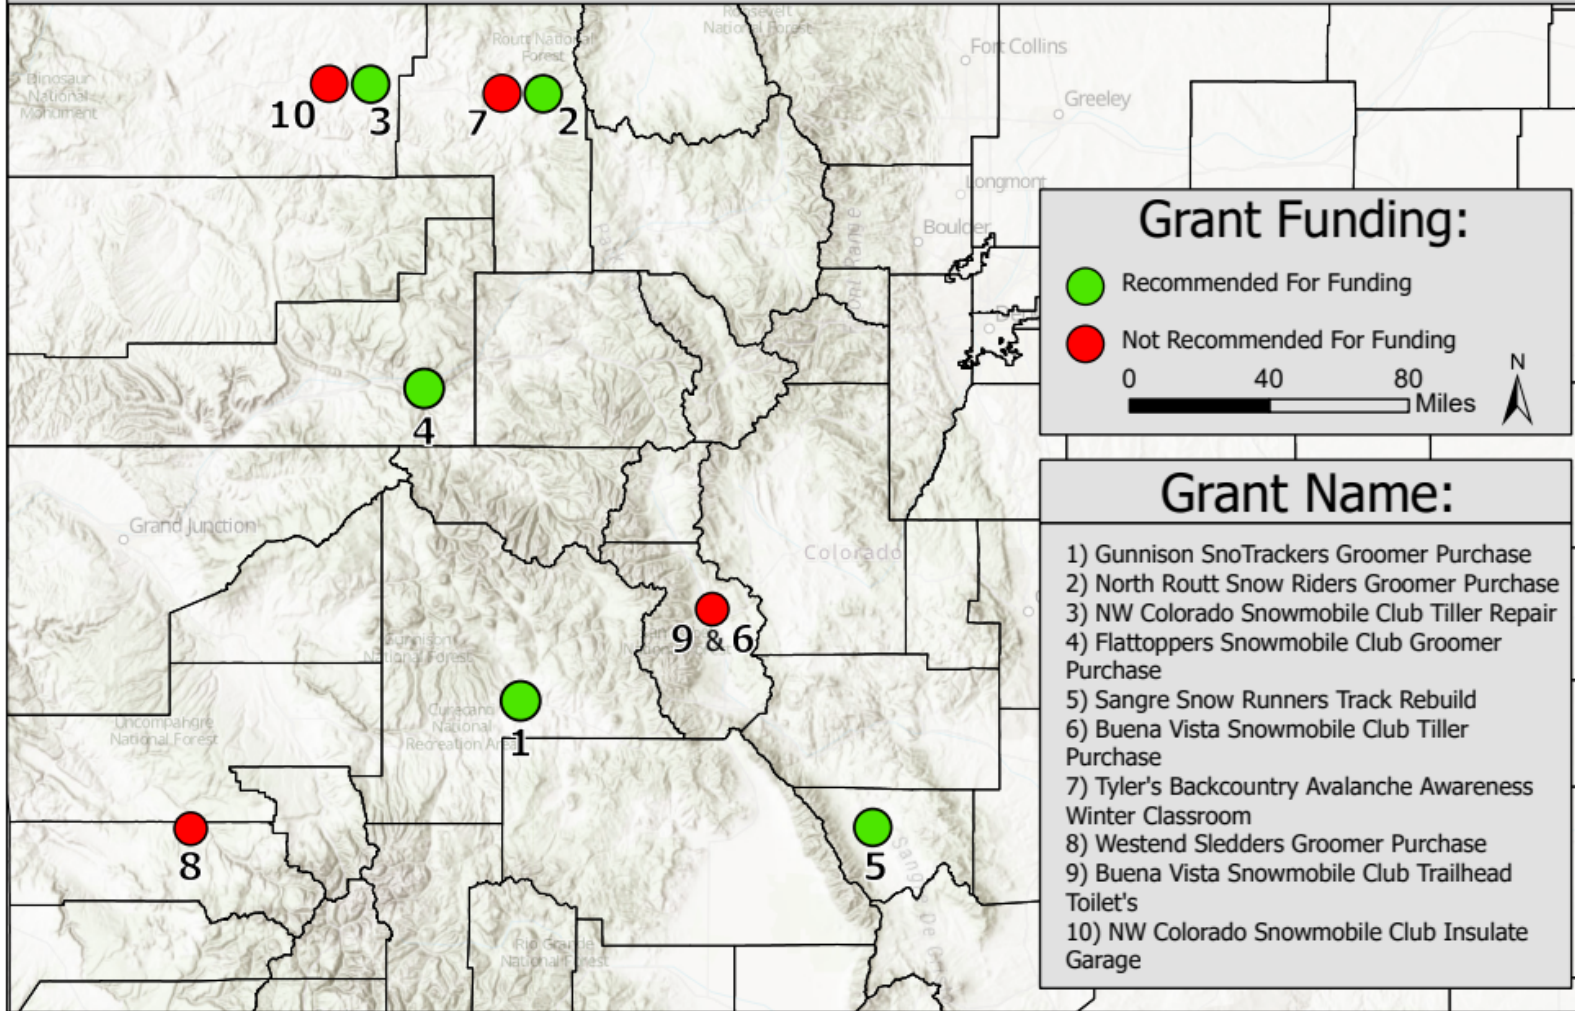 Roosevelt
National Forest
Routt National
Forest
Fort Collins
Dinosaur
National
Monument
Greeley
10
3
7
2
Longmont
Boulder
Grant Funding:
Recommended For Funding
Not Recommended For Funding
0 40 80
Miles
N
4
Grant Name:
1) Gunnison SnoTrackers Groomer Purchase
2) North Routt Snow Riders Groomer Purchase
3) NW Colorado Snowmobile Club Tiller Repair
4) Flattoppers Snowmobile Club Groomer
Purchase
5) Sangre Snow Runners Track Rebuild
6) Buena Vista Snowmobile Club Tiller
Purchase
7) Tyler's Backcountry Avalanche Awareness
Winter Classroom
8) Westend Sledders Groomer Purchase
9) Buena Vista Snowmobile Club Trailhead
Toilet's
10) NW Colorado Snowmobile Club Insulate
Garage
Grand Junction
Colorado
9 & 6
Gunnison
National Forest
Curecanti
National
Recreation Area
1
Uncompahgre
National Forest
8
5
Rio Grande
National Forest